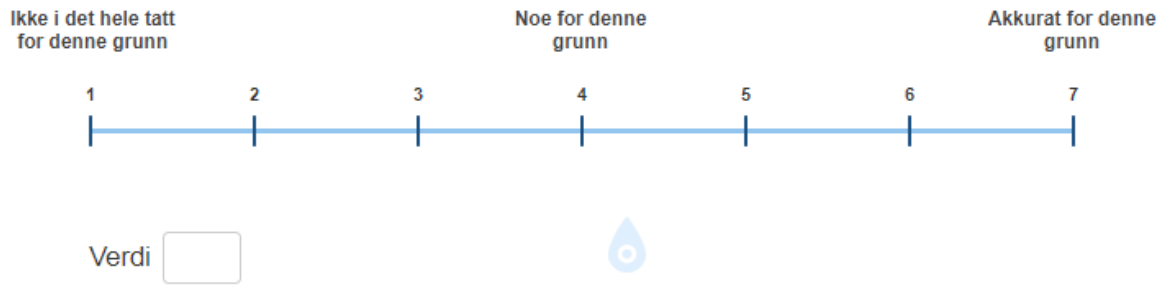 Ikke i det hele tatt
for denne grunn
Noe for denne
grunn
Akkurat for denne
grunn
1 2 3 4 5 6 7
Verdi